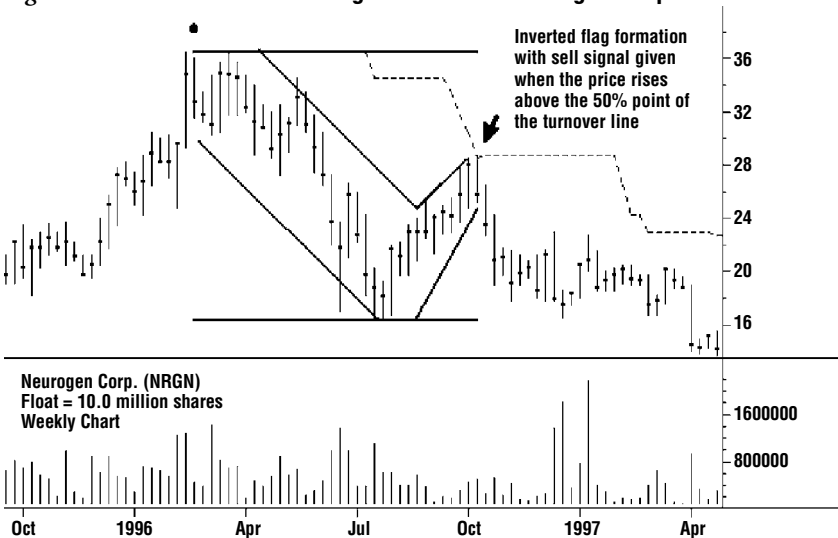 Inverted flag formation
with sell signal given
when the price rises
above the 50% point of
the turnover line
36
32
28
24
20
16
Neurogen Corp. (NRGN)
Float = 10.0 million shares
Weekly Chart
1600000
800000
Oct 1996 Apr Jul Oct 1997 Apr